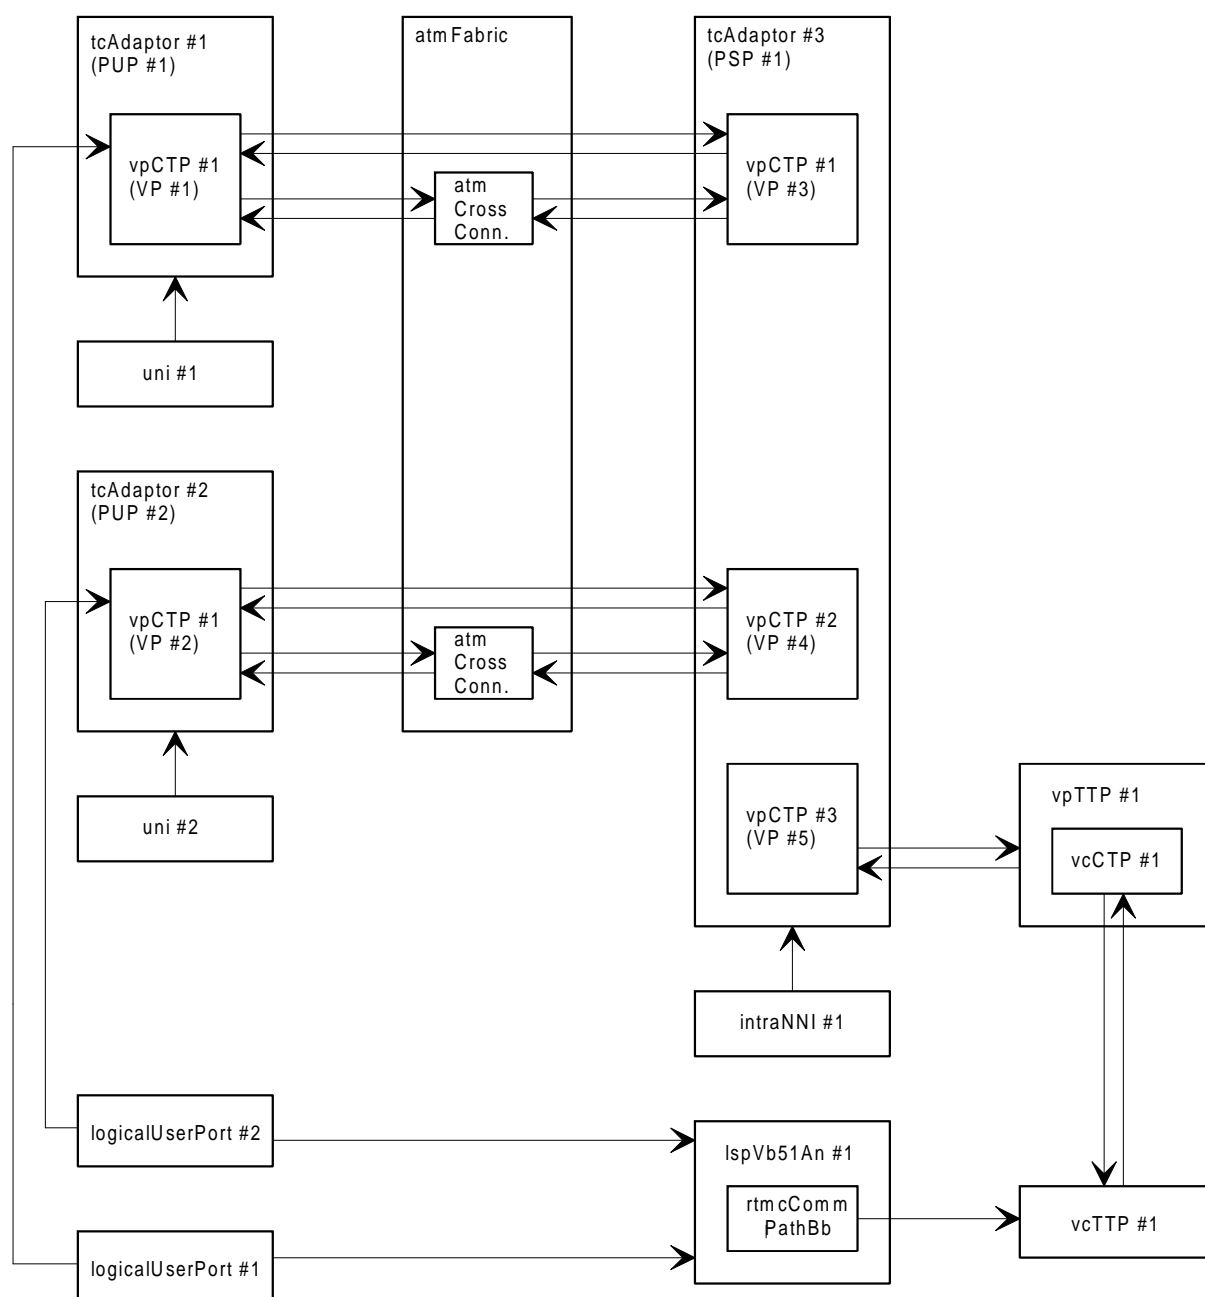 tcAdaptor #1
(PUP #1)
atmFabric
tcAdaptor #3
(PSP #1)
vpCTP #1
(VP #1)
atm
Cross
Conn.
vpCTP #1
(VP #3)
uni #1
tcAdaptor #2
(PUP #2)
vpCTP #1
(VP #2)
atm
Cross
Conn.
vpCTP #2
(VP #4)
uni #2
vpCTP #3
(VP #5)
vpTTP #1
vcCTP #1
intraNNI #1
logicalUserPort #2
lspVb51An #1
rtmcComm
PathBb
vcTTP #1
logicalUserPort #1